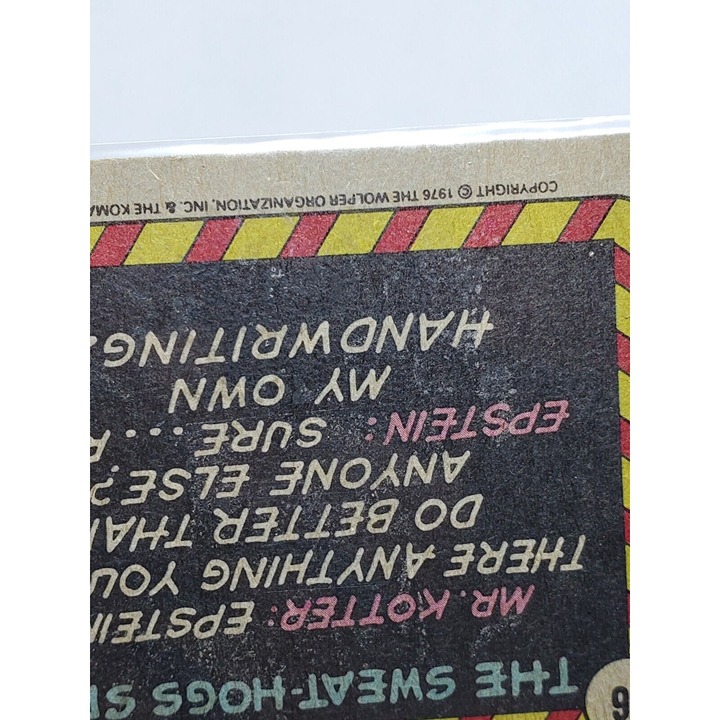 THE SWEAT-HOGS
MR. KOTTER: EPSTEIN
THERE ANYTHING YOU
DO BETTER THAN
ANYONE ELSE?
EPSTEIN: SURE... R
MY OWN
HANDWRITING.
COPYRIGHT © 1976 THE WOLPER ORGANIZATION, INC. & THE KOMA